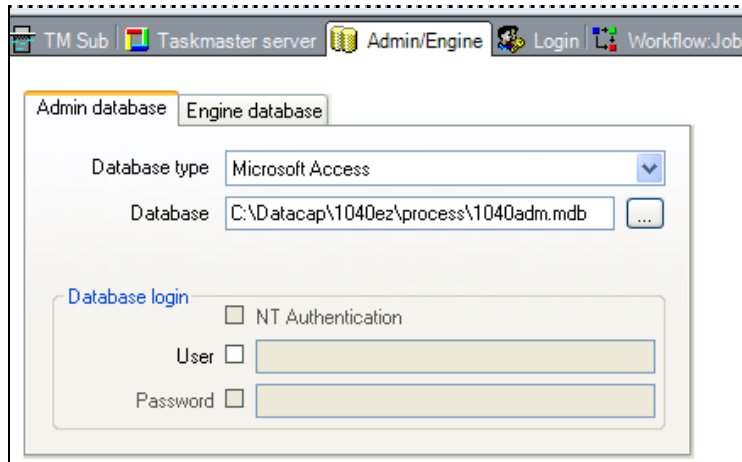 TM Sub Taskmaster server Admin/Engine Login Workflow:Job
Admin database Engine database
Database type Microsoft Access
Database C:\Datacap\1040ez\process\1040adm.mdb ...
Database login
NT Authentication
User
Password